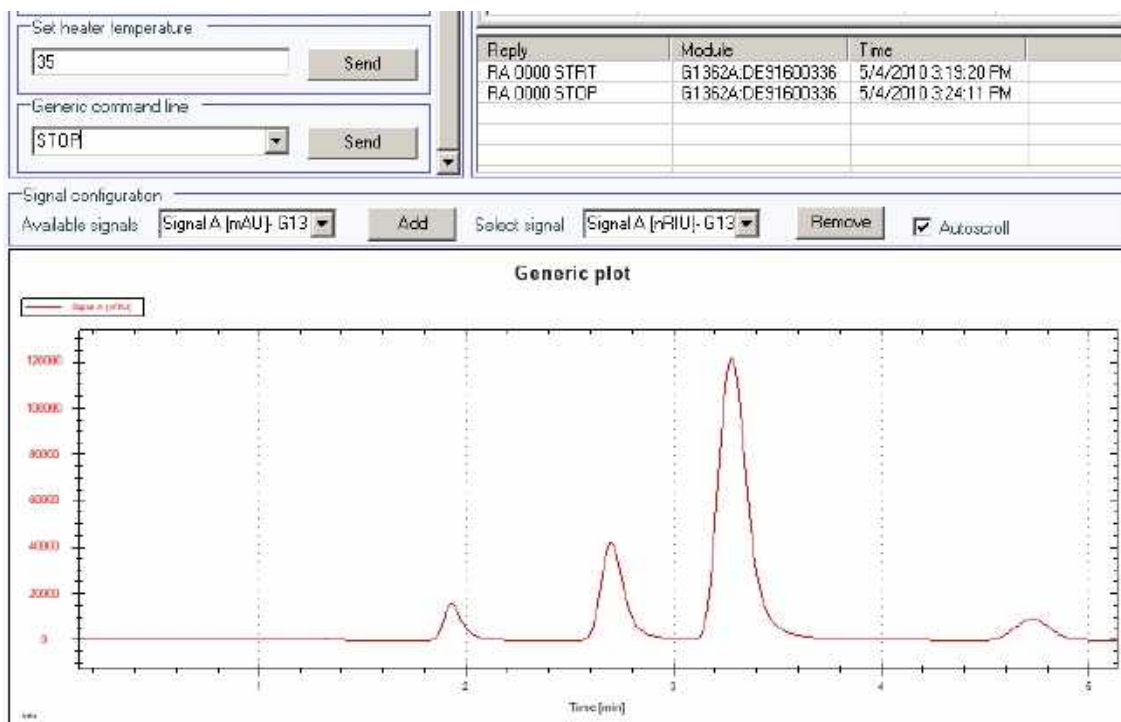 Set heater temperature
35
Send
Generic command line
STOP
Send
Reply Module Time
RA 0000 STRT G1362A:DE91600336 5/4/2010 3:19:20 PM
RA 0000 STOP G1362A:DE91600336 5/4/2010 3:24:11 PM
Signal configuration
Available signals Signal A [mAU]- G13 Add Select signal Signal A [nRIU]- G13 Remove Autoscroll
Generic plot
Signal A [nRIU]
120000
100000
80000
60000
40000
20000
0
1 2 3 4 5
Time [min]